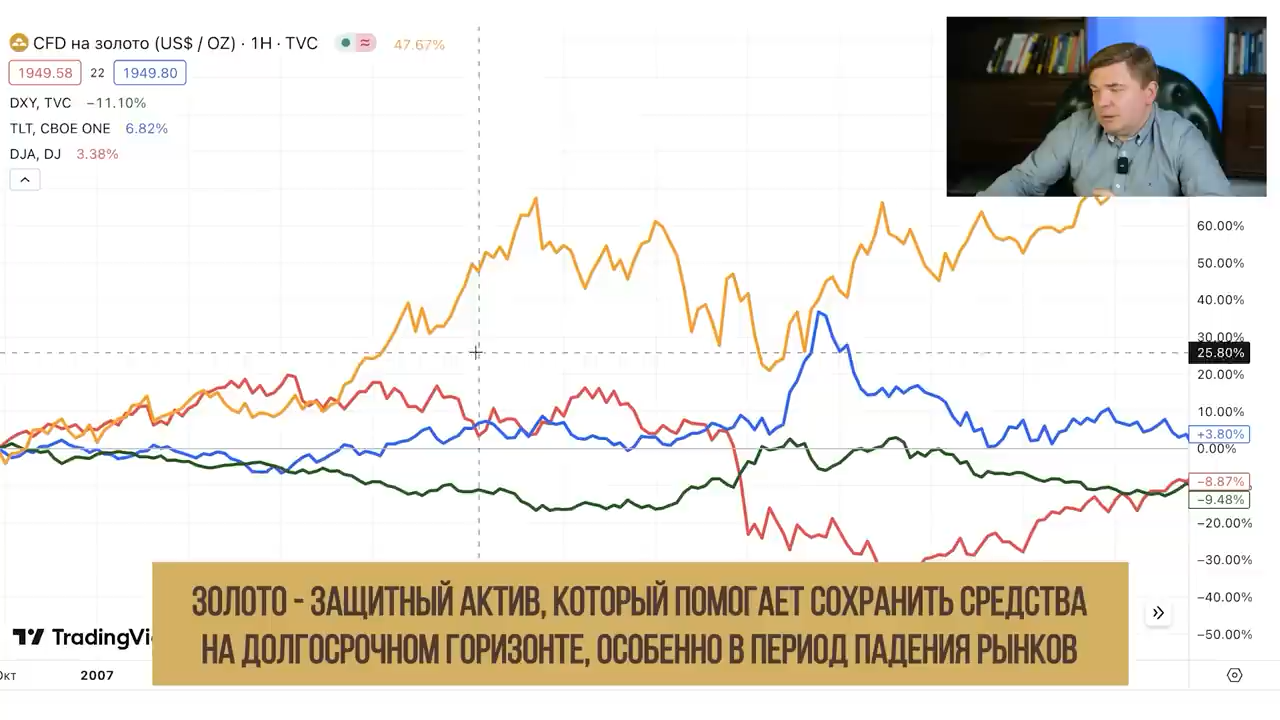 CFD на золото (US$ / OZ) · 1Н · TVC 47.67%
1949.58 22 1949.80
DXY, TVC −11.10%
TLT, CBOE ONE 6.82%
DJA, DJ 3.38%
60.00%
50.00%
40.00%
30.00%
25.80%
20.00%
10.00%
+3.80%
0.00%
−8.87%
−9.48%
−20.00%
−30.00%
−40.00%
−50.00%
ЗОЛОТО - ЗАЩИТНЫЙ АКТИВ, КОТОРЫЙ ПОМОГАЕТ СОХРАНИТЬ СРЕДСТВА
НА ДОЛГОСРОЧНОМ ГОРИЗОНТЕ, ОСОБЕННО В ПЕРИОД ПАДЕНИЯ РЫНКОВ
TradingVi
Окт 2007